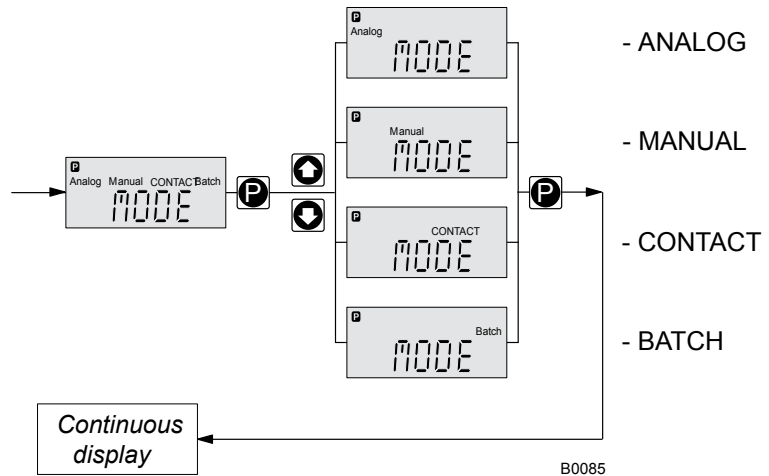 P
Analog
MODE
- ANALOG
P
Manual
MODE
- MANUAL
P
Analog Manual CONTACT Batch
MODE
P
P
P
CONTACT
MODE
- CONTACT
P
Batch
MODE
- BATCH
Continuous
display
B0085